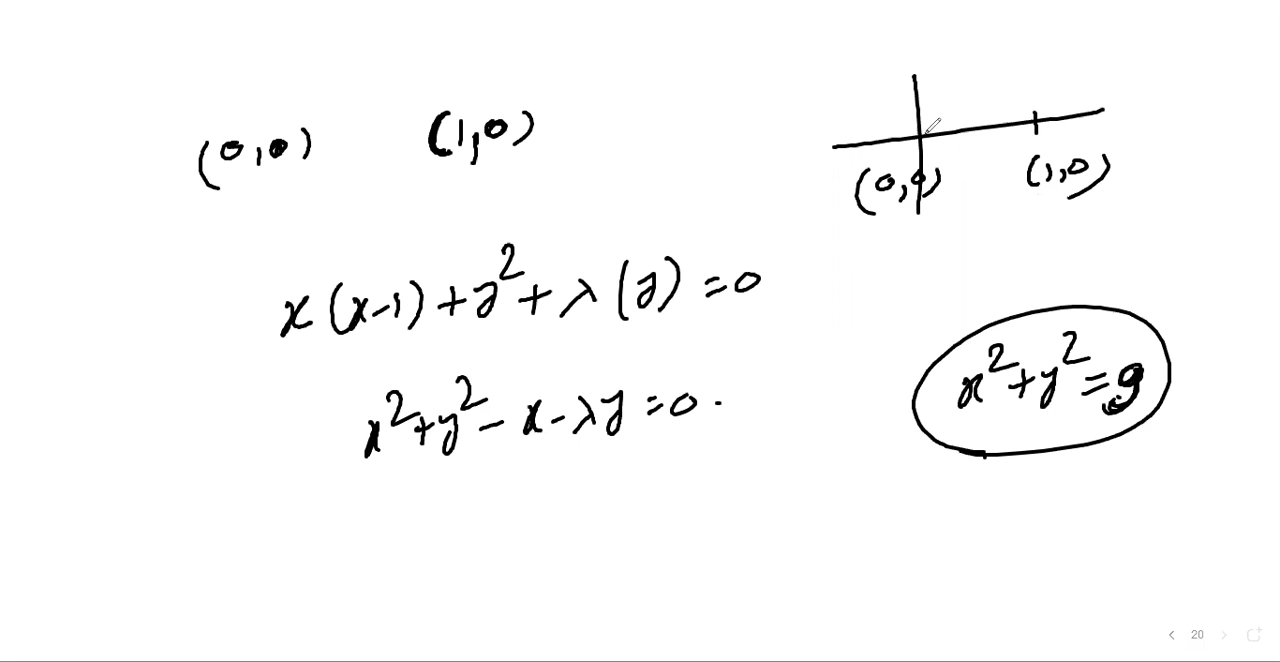 (0,0) (1,0)
(0,0) (1,0)
x(x-1)+y²+λ(y)=0
x²+y²=9
x²+y²-x-λy=0.
20